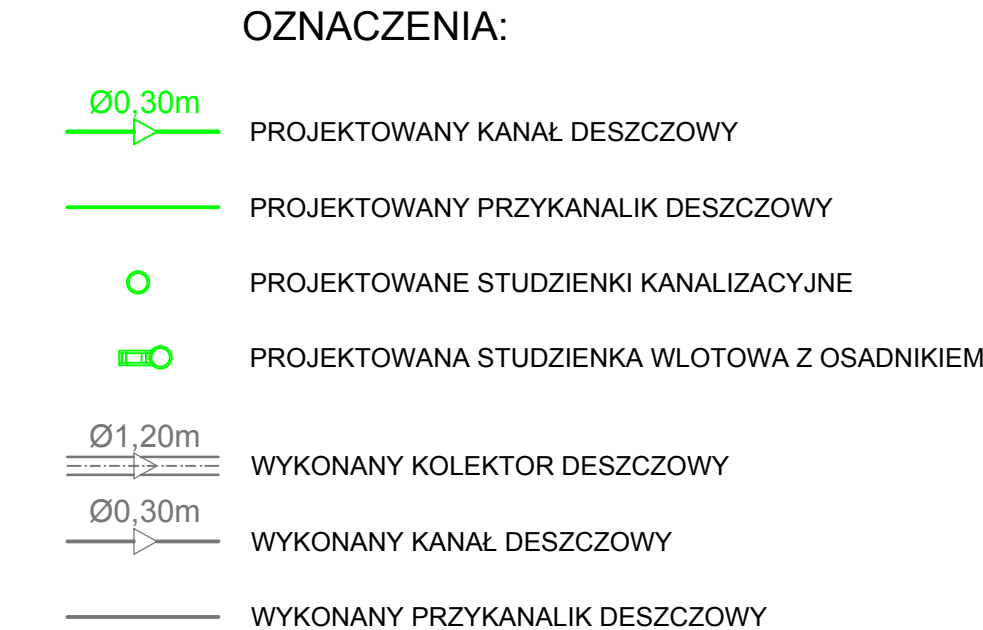 OZNACZENIA:
Ø0,30m
PROJEKTOWANY KANAŁ DESZCZOWY
PROJEKTOWANY PRZYKANALIK DESZCZOWY
PROJEKTOWANE STUDZIENKI KANALIZACYJNE
PROJEKTOWANA STUDZIENKA WLOTOWA Z OSADNIKIEM
Ø1,20m
WYKONANY KOLEKTOR DESZCZOWY
Ø0,30m
WYKONANY KANAŁ DESZCZOWY
WYKONANY PRZYKANALIK DESZCZOWY